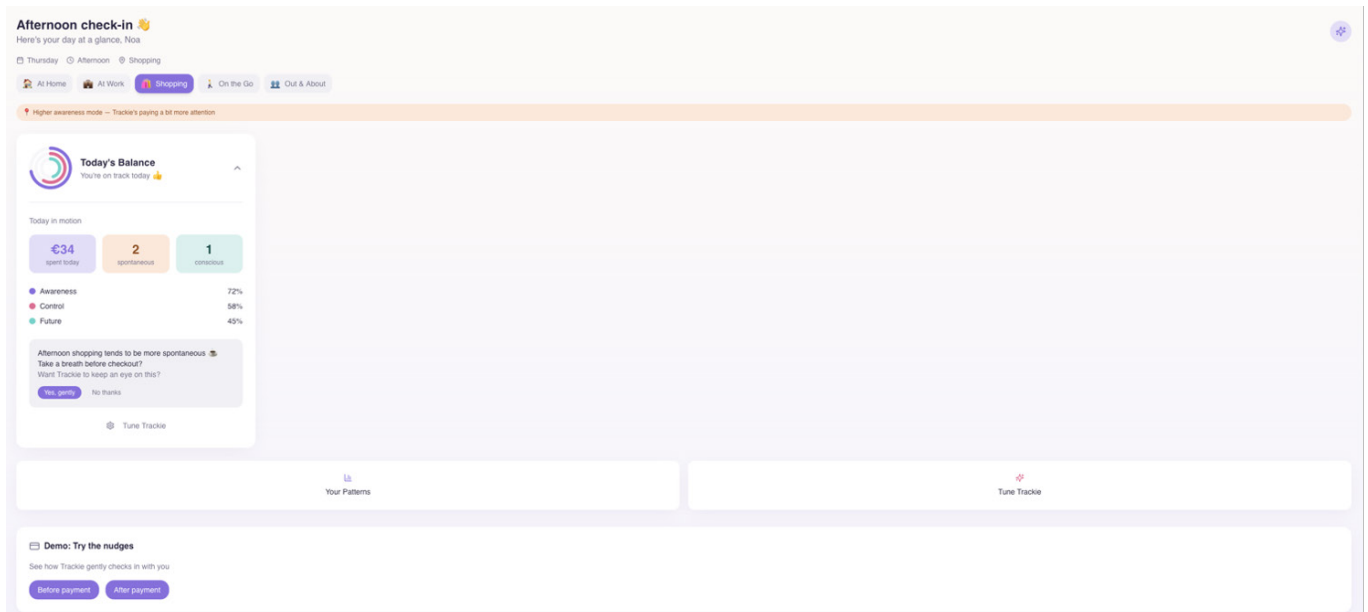 Afternoon check-in 👋
Here's your day at a glance, Noa
Thursday Afternoon Shopping
At Home At Work Shopping On the Go Out & About
Higher awareness mode — Trackie's paying a bit more attention
Today's Balance
You're on track today 👍
Today in motion
€34 2 1
spent today spontaneous conscious
Awareness 72%
Control 58%
Future 45%
Afternoon shopping tends to be more spontaneous ☕
Take a breath before checkout?
Want Trackie to keep an eye on this?
Yes, gently No thanks
Tune Trackie
Your Patterns Tune Trackie
Demo: Try the nudges
See how Trackie gently checks in with you
Before payment After payment